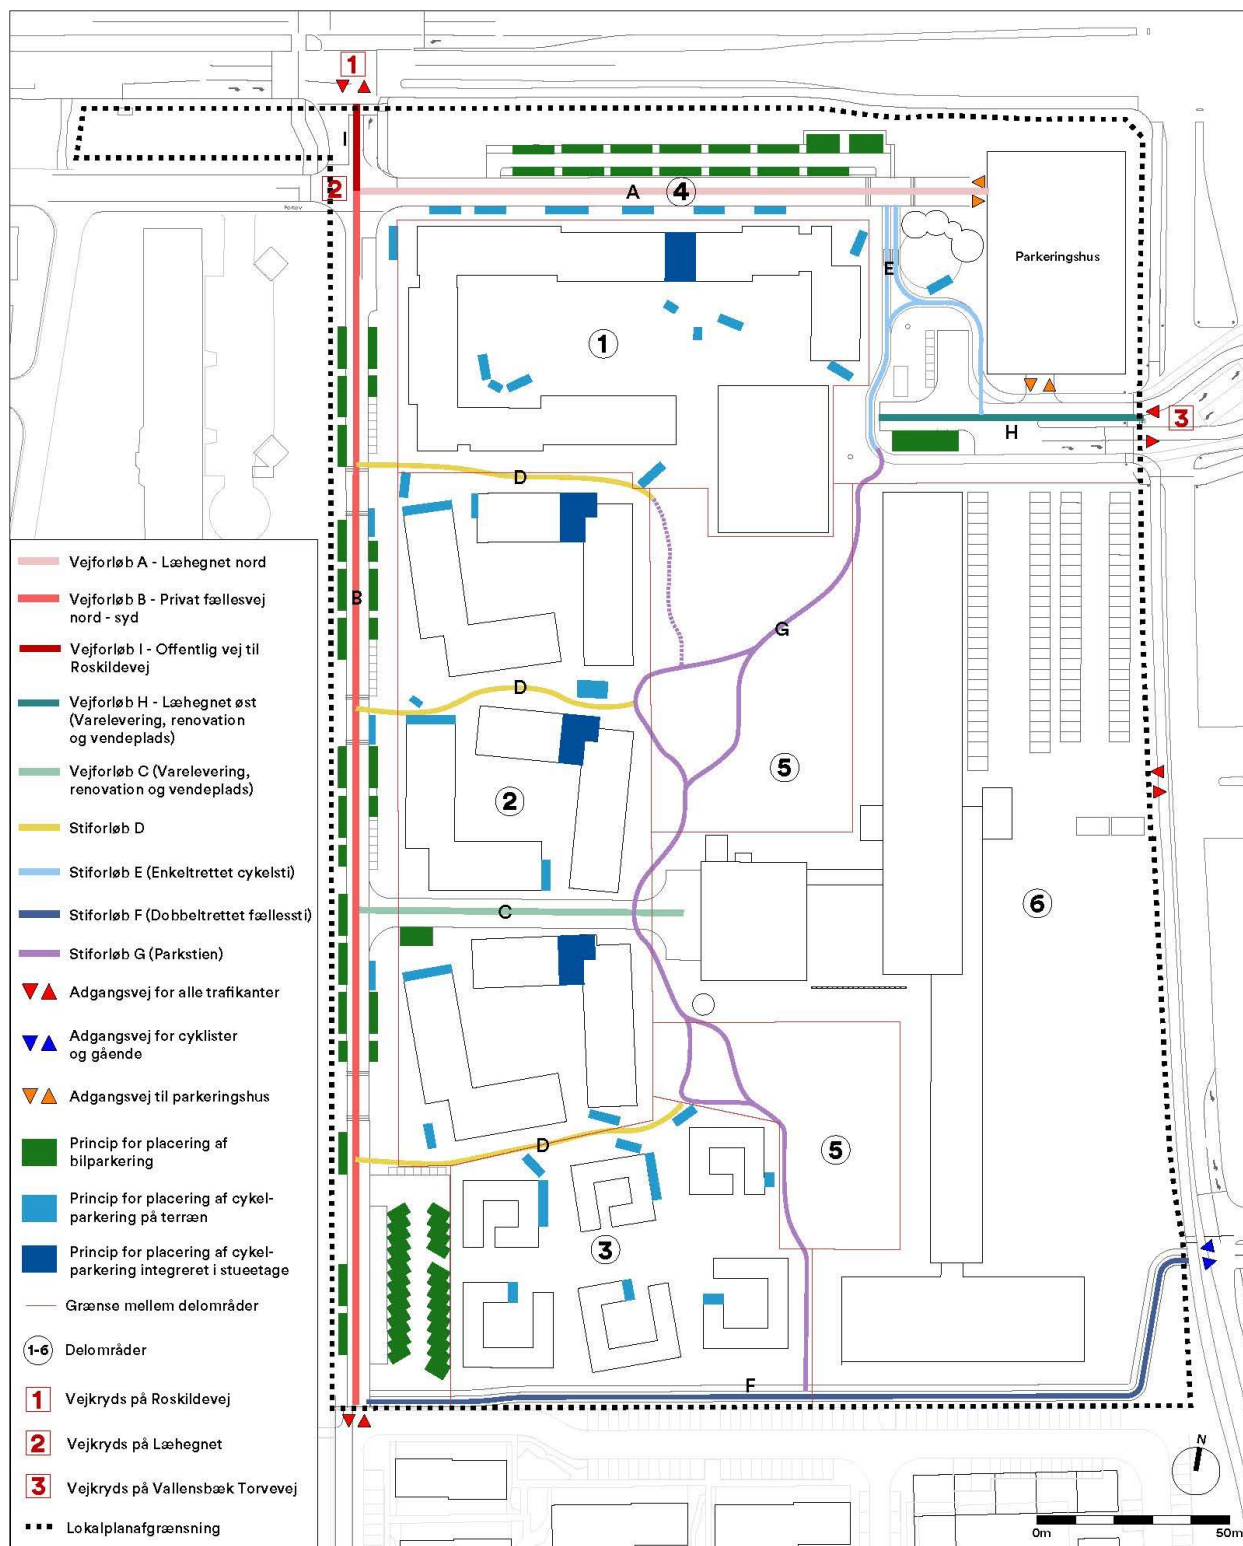 1
I
2
A
4
E
Parkeringshus
1
3
H
D
B
G
D
5
2
C
6
D
5
3
F
Vejforløb A - Læhegnet nord
Vejforløb B - Privat fællesvej
nord - syd
Vejforløb I - Offentlig vej til
Roskildevej
Vejforløb H - Læhegnet øst
(Varelevering, renovation
og vendeplads)
Vejforløb C (Varelevering,
renovation og vendeplads)
Stiforløb D
Stiforløb E (Enkeltrettet cykelsti)
Stiforløb F (Dobbeltrettet fællessti)
Stiforløb G (Parkstien)
Adgangsvej for alle trafikanter
Adgangsvej for cyklister
og gående
Adgangsvej til parkeringshus
Princip for placering af
bilparkering
Princip for placering af cykel-
parkering på terræn
Princip for placering af cykel-
parkering integreret i stueetage
Grænse mellem delområder
1-6 Delområder
1 Vejkryds på Roskildevej
2 Vejkryds på Læhegnet
3 Vejkryds på Vallensbæk Torvevej
Lokalplanafgrænsning
N
0m 50m